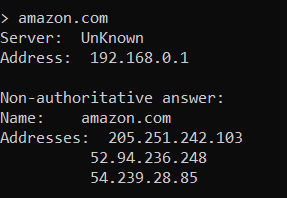 > amazon.com
Server:  UnKnown
Address:  192.168.0.1

Non-authoritative answer:
Name:    amazon.com
Addresses:  205.251.242.103
          52.94.236.248
          54.239.28.85